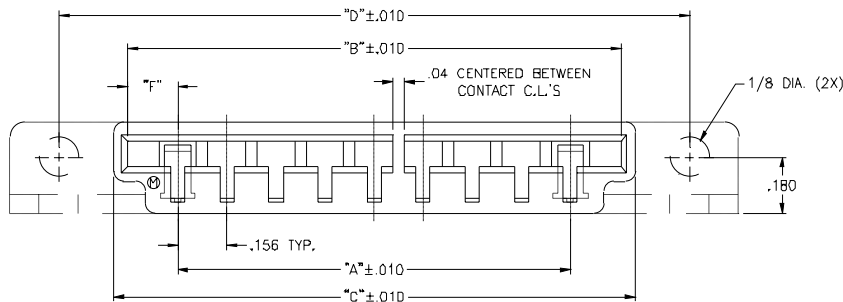 "D"±.010
"B"±.010
"F"
.04 CENTERED BETWEEN
CONTACT C.L.'S
1/8 DIA. (2X)
M
.180
.156 TYP.
"A"±.010
"C"±.010